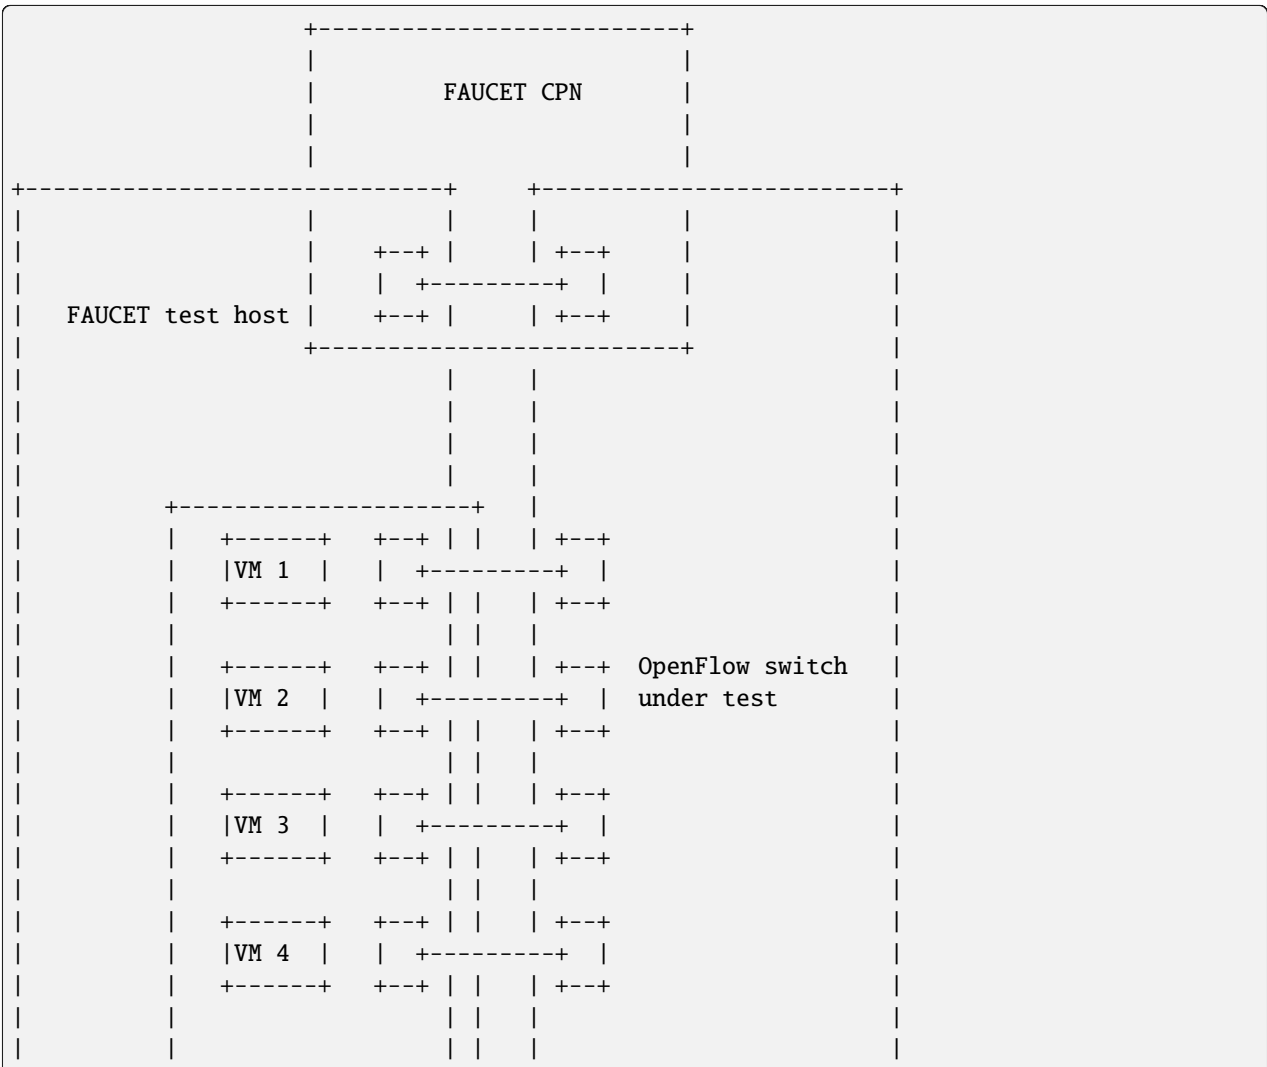 FAUCET CPN
FAUCET test host
VM 1
OpenFlow switch
VM 2
under test
VM 3
VM 4